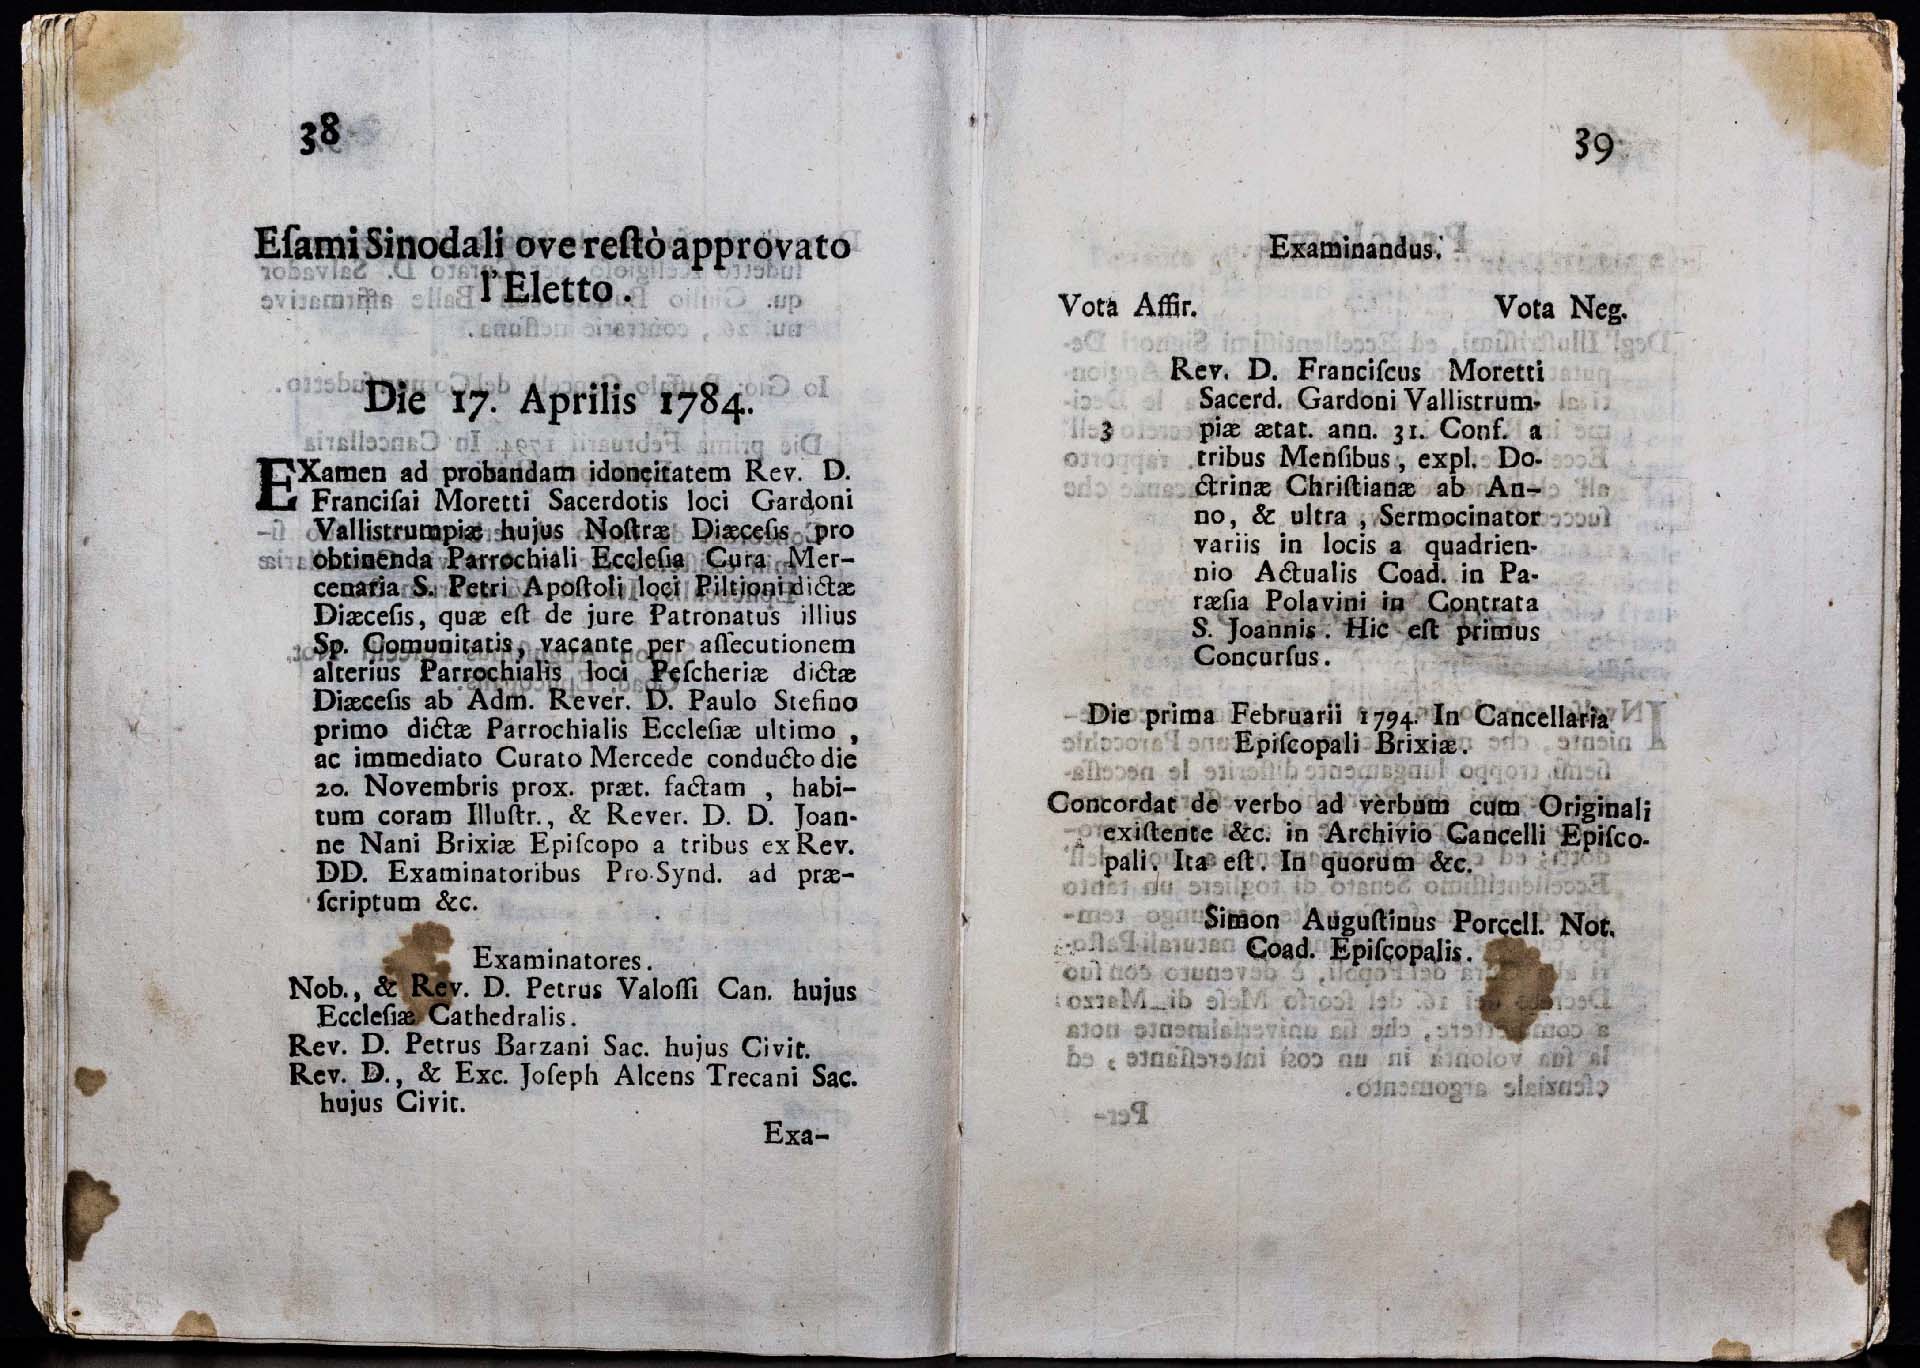 38
Eſami Sinodali ove reſtò approvato
l'Eletto.
Die 17. Aprilis 1784.
EXamen ad probandam idoneitatem Rev. D.
Franciſai Moretti Sacerdotis loci Gardoni
Vallistrumpiæ hujus Noſtræ Diæceſis pro
obtinenda Parrochiali Eccleſia Cura Mer-
cenaria S. Petri Apoſtoli loci Piltioni dictæ
Diæceſis, quæ eſt de jure Patronatus illius
Sp. Comunitatis, vacante per aſſecutionem
alterius Parrochialis loci Peſcheriæ dictæ
Diæceſis ab Adm. Rever. D. Paulo Stefino
primo dictæ Parrochialis Eccleſiæ ultimo,
ac immediato Curato Mercede conducto die
20. Novembris prox. præt. factam, habi-
tum coram Illuſtr., & Rever. D. D. Joan-
ne Nani Brixiæ Epiſcopo a tribus ex Rev.
DD. Examinatoribus Pro-Synd. ad præ-
ſcriptum &c.
Examinatores.
Nob., & Rev. D. Petrus Valoſſi Can. hujus
Eccleſiæ Cathedralis.
Rev. D. Petrus Barzani Sac. hujus Civit.
Rev. D., & Exc. Joſeph Alcens Trecani Sac.
hujus Civit.
Exa-
39
Examinandus.
Vota Affir. Vota Neg.
Rev. D. Franciſcus Moretti
Sacerd. Gardoni Vallistrum-
3 piæ ætat. ann. 31. Conf. a
tribus Menſibus, expl. Do-
ctrinæ Chriſtianæ ab An-
no, & ultra, Sermocinator
variis in locis a quadrien-
nio Actualis Coad. in Pa-
ræſia Polavini in Contrata
S. Joannis. Hic eſt primus
Concurſus.
Die prima Februarii 1794. In Cancellaria
Epiſcopali Brixiæ.
Concordat de verbo ad verbum cum Originali
exiſtente &c. in Archivio Cancelli Epiſco-
pali. Ita eſt. In quorum &c.
Simon Auguſtinus Porcell. Not.
Coad. Epiſcopalis.